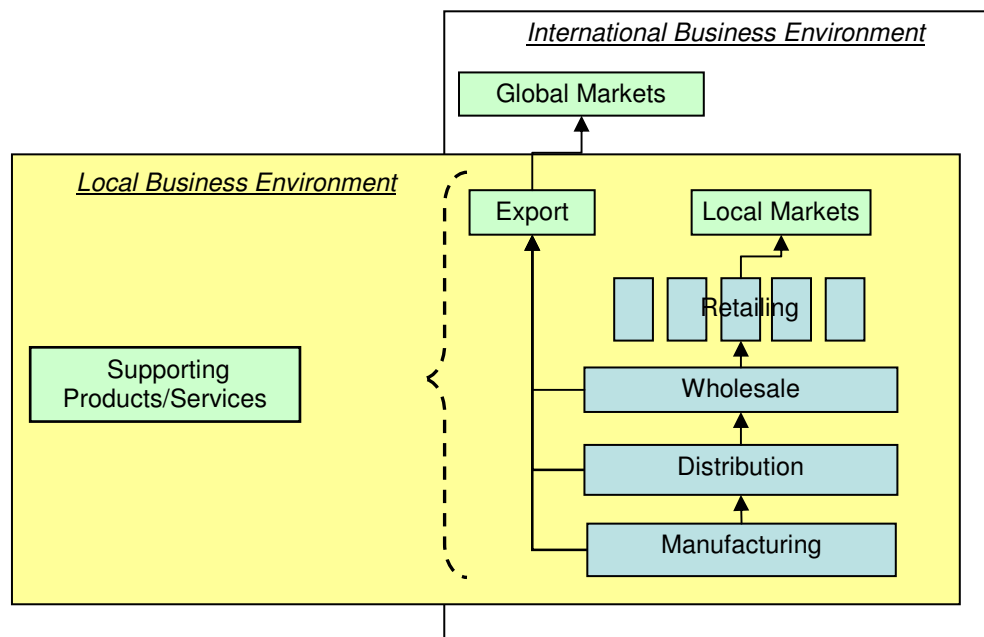 International Business Environment
Global Markets
Local Business Environment
Export
Local Markets
Retailing
Supporting
Products/Services
Wholesale
Distribution
Manufacturing